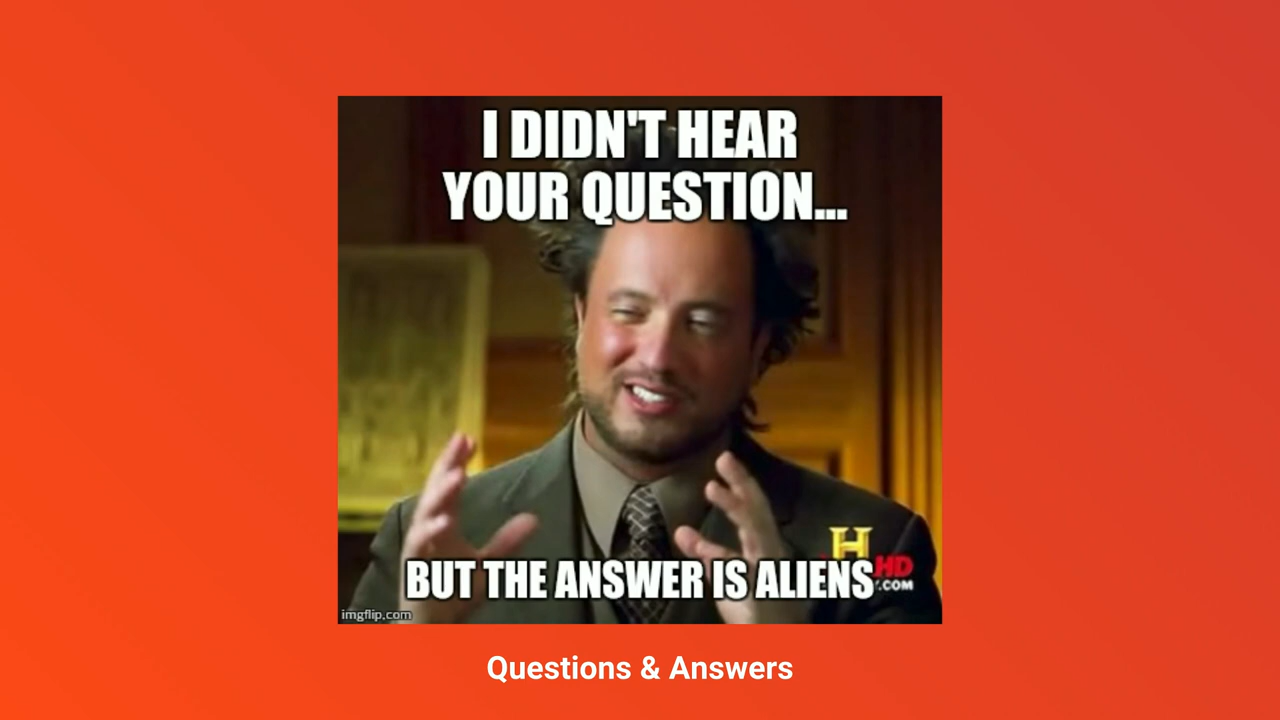 I DIDN'T HEAR
YOUR QUESTION...
H
HD
BUT THE ANSWER IS ALIENS
.COM
imgflip.com
Questions & Answers